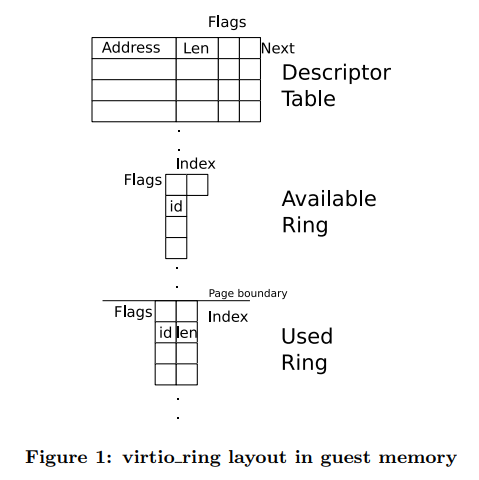 Flags
Address Len Next
Descriptor
Table
Index
Flags
id
Available
Ring
Page boundary
Flags
Index
id len
Used
Ring
Figure 1: virtio_ring layout in guest memory